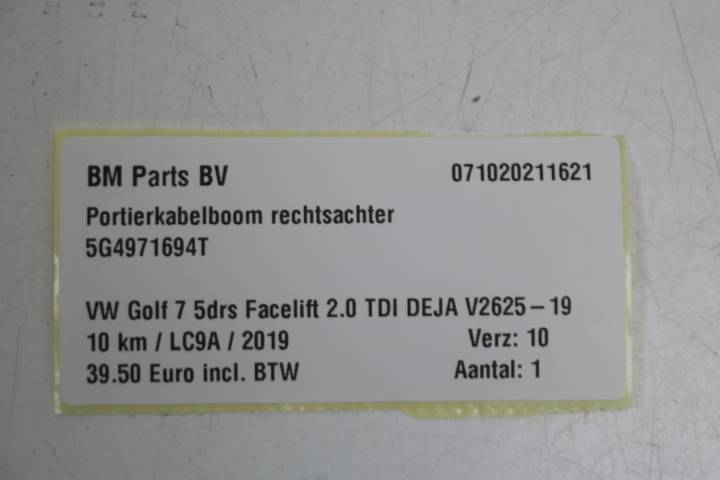 BM Parts BV 071020211621
Portierkabelboom rechtsachter
5G4971694T
VW Golf 7 5drs Facelift 2.0 TDI DEJA V2625 – 19
10 km / LC9A / 2019 Verz: 10
39.50 Euro incl. BTW Aantal: 1